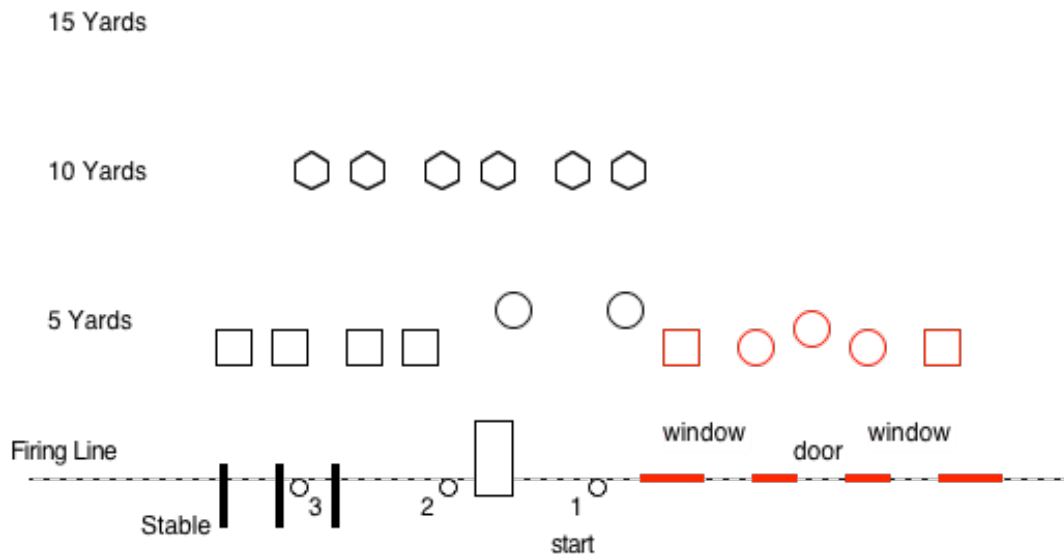 15 Yards
10 Yards
5 Yards
window
window
Firing Line
door
3
2
1
Stable
start